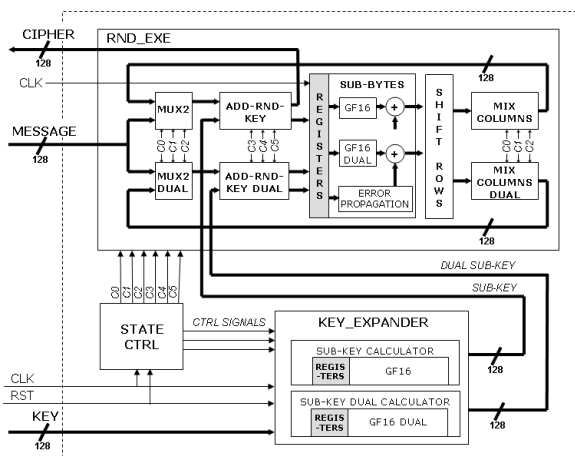 CIPHER
128
RND_EXE
128
CLK
MESSAGE
128
MUX2
C0
C1
C2
MUX2
DUAL
ADD-RND-
KEY
C3
C4
C5
ADD-RND-
KEY DUAL
REGISTERS
SUB-BYTES
GF16
+
GF16
DUAL
+
ERROR
PROPAGATION
SHIFT ROWS
MIX
COLUMNS
C0
C1
C2
MIX
COLUMNS
DUAL
128
C0
C1
C2
C3
C4
C5
DUAL SUB-KEY
SUB-KEY
STATE
CTRL
CTRL SIGNALS
KEY_EXPANDER
SUB-KEY CALCULATOR
REGIS
-TERS
GF16
128
SUB-KEY DUAL CALCULATOR
REGIS
-TERS
GF16 DUAL
128
CLK
RST
KEY
128